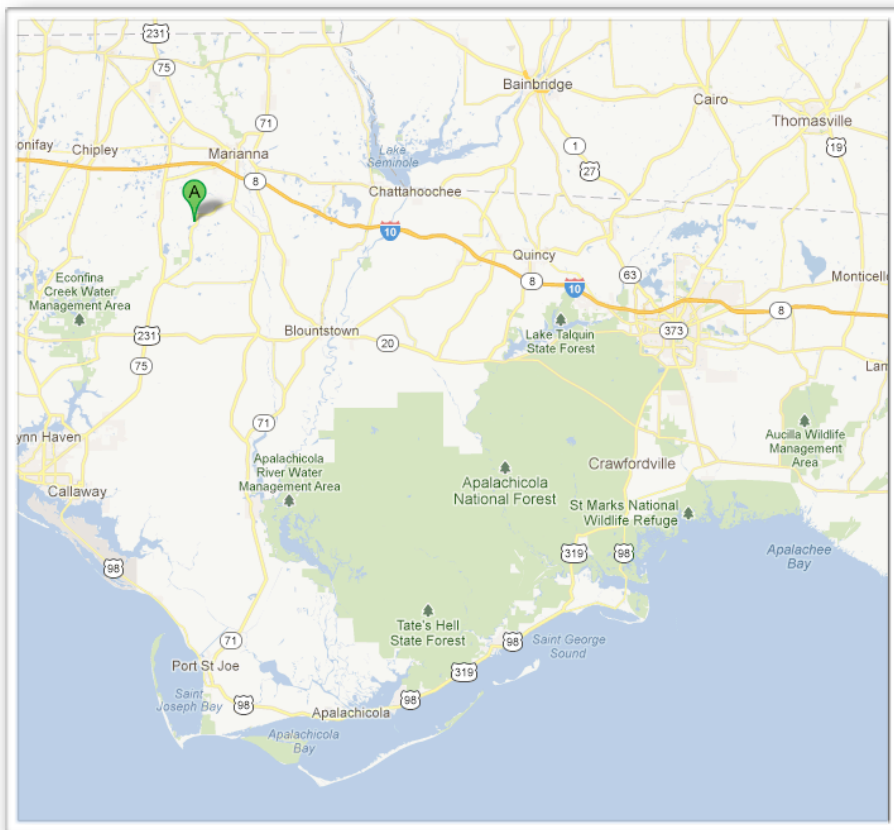 231
75
Bainbridge
Cairo
Thomasville
71
onifay
Chipley
Marianna
Lake
Seminole
1
27
19
8
A
Chattahoochee
10
Quincy
8
10
63
Monticello
Econfina
Creek Water
Management Area
231
Blountstown
20
Lake Talquin
State Forest
373
8
75
Lam
71
ynn Haven
Apalachicola
River Water
Management Area
Apalachicola
National Forest
Crawfordville
Aucilla Wildlife
Management
Area
Callaway
St Marks National
Wildlife Refuge
98
319
98
Apalachee
Bay
Tate's Hell
State Forest
71
98
Saint George
Sound
Port St Joe
319
Saint
Joseph Bay
98
98
Apalachicola
Apalachicola
Bay